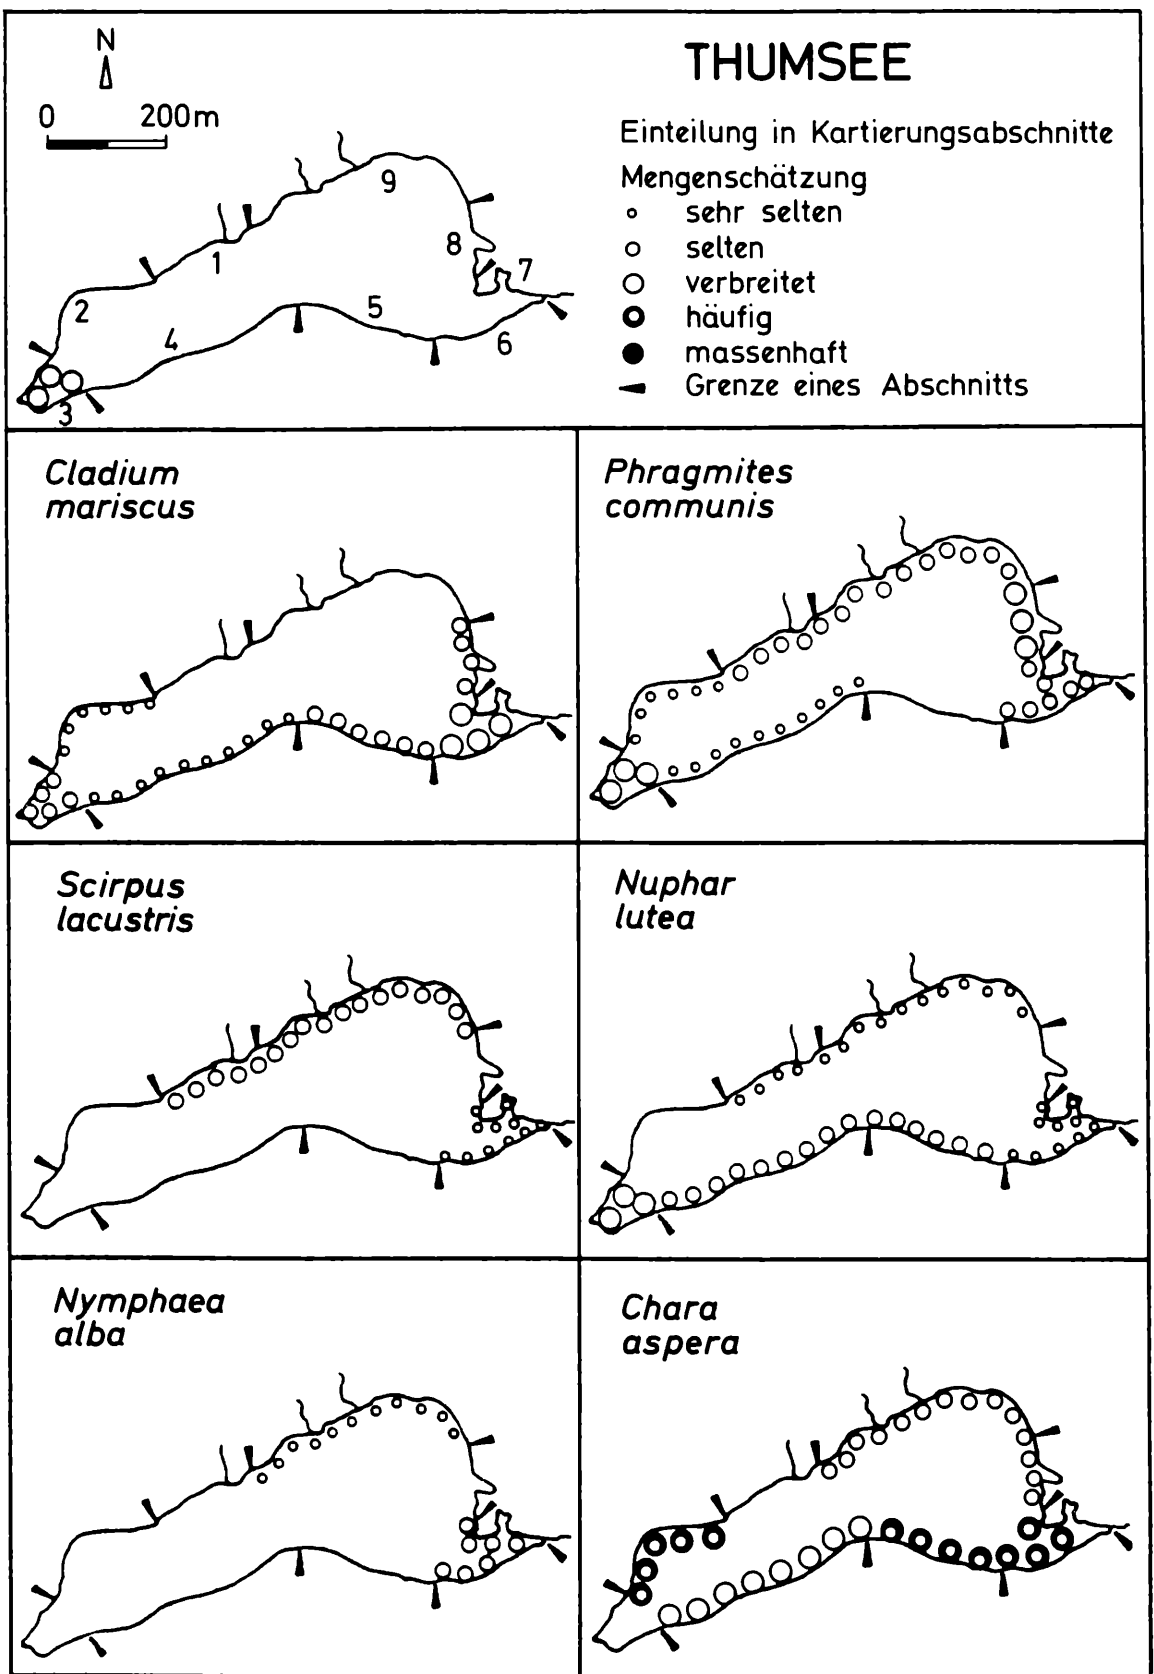 N
0 200m
THUMSEE
Einteilung in Kartierungsabschnitte
Mengenschätzung
sehr selten
selten
verbreitet
häufig
massenhaft
Grenze eines Abschnitts
9
8
7
1
2
5
6
4
3
Cladium
mariscus
Phragmites
communis
Scirpus
lacustris
Nuphar
lutea
Nymphaea
alba
Chara
aspera